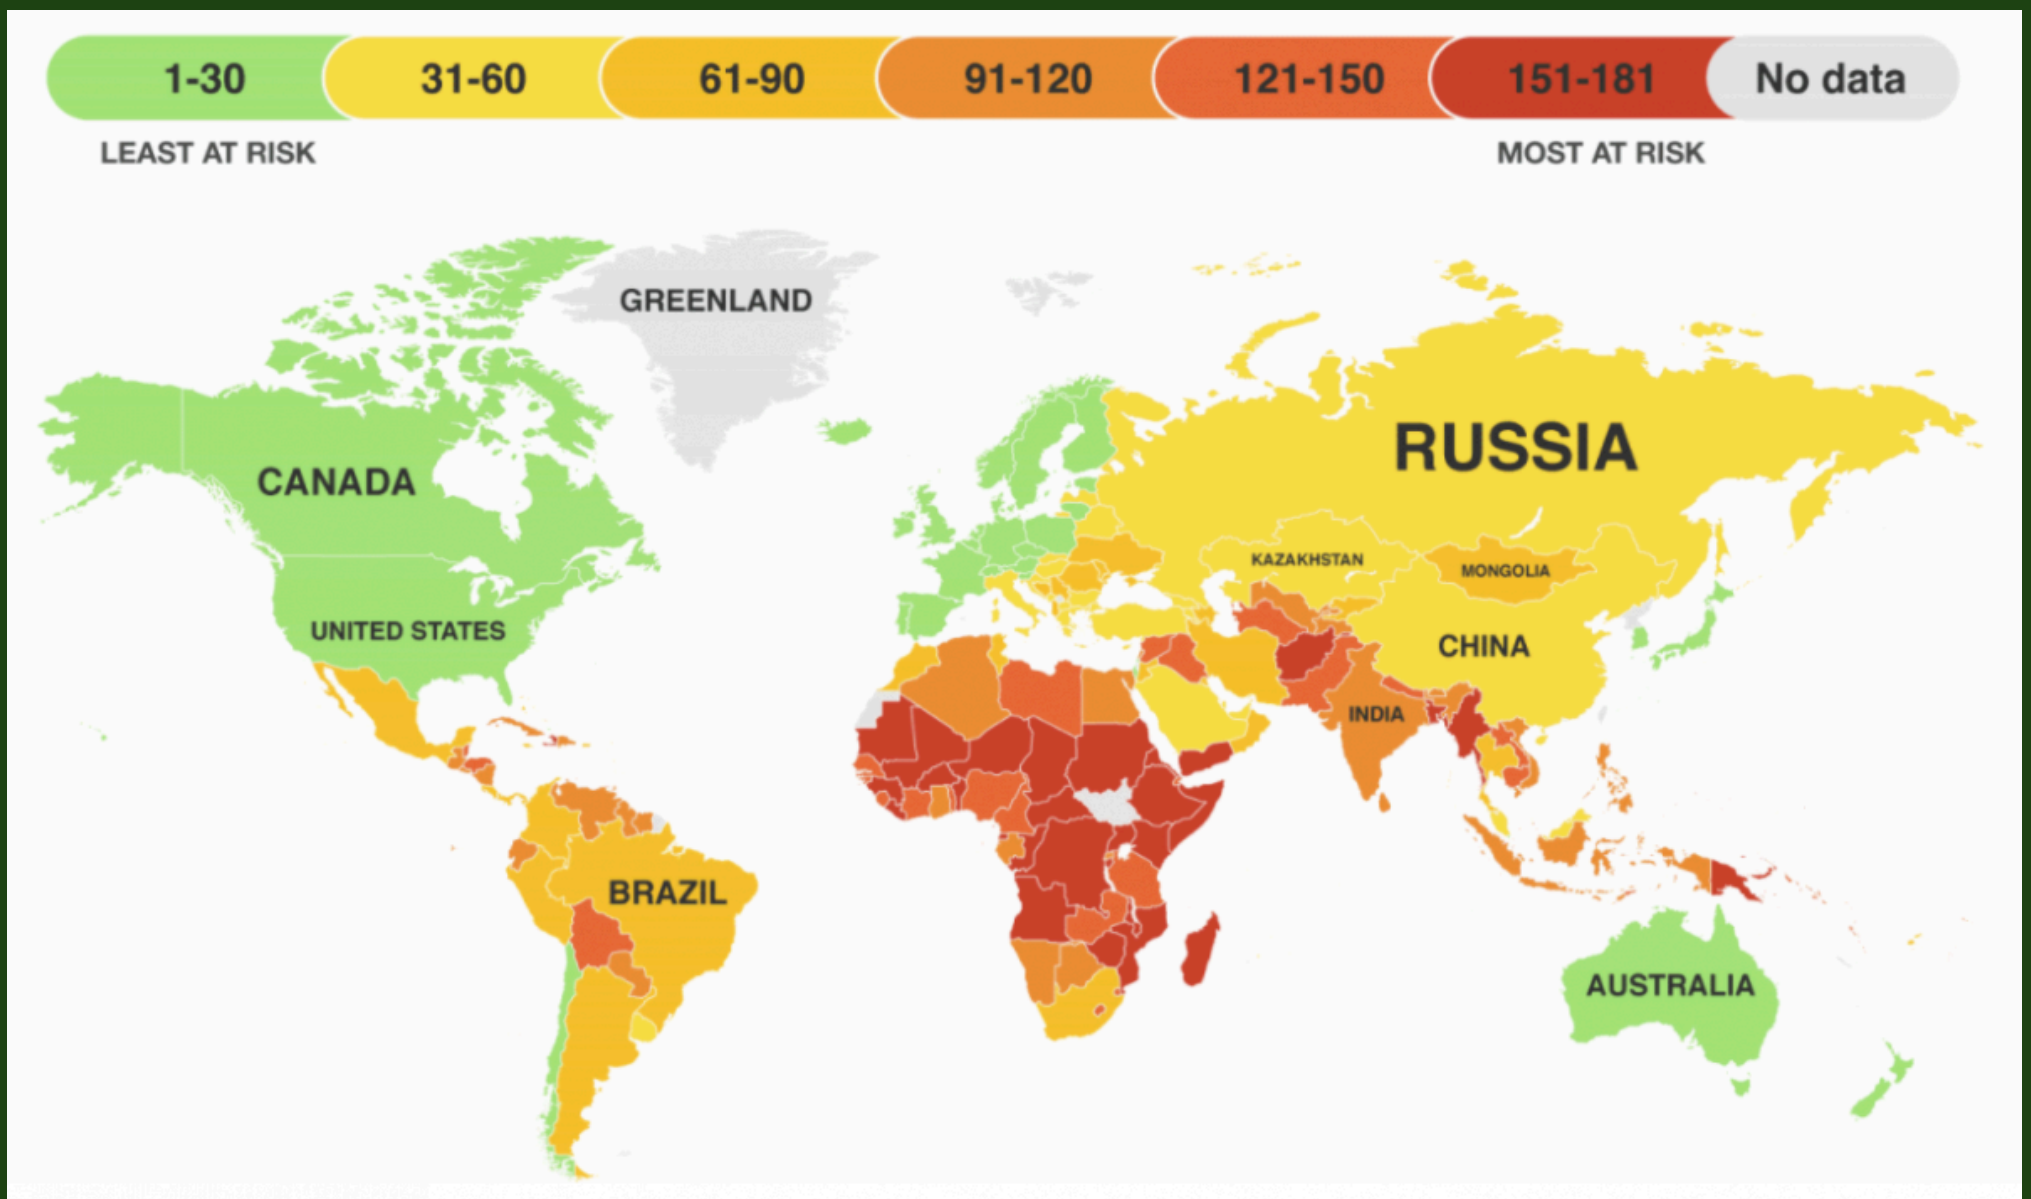 1-30 31-60 61-90 91-120 121-150 151-181 No data
LEAST AT RISK MOST AT RISK
GREENLAND
RUSSIA
CANADA
KAZAKHSTAN
MONGOLIA
UNITED STATES
CHINA
INDIA
BRAZIL
AUSTRALIA